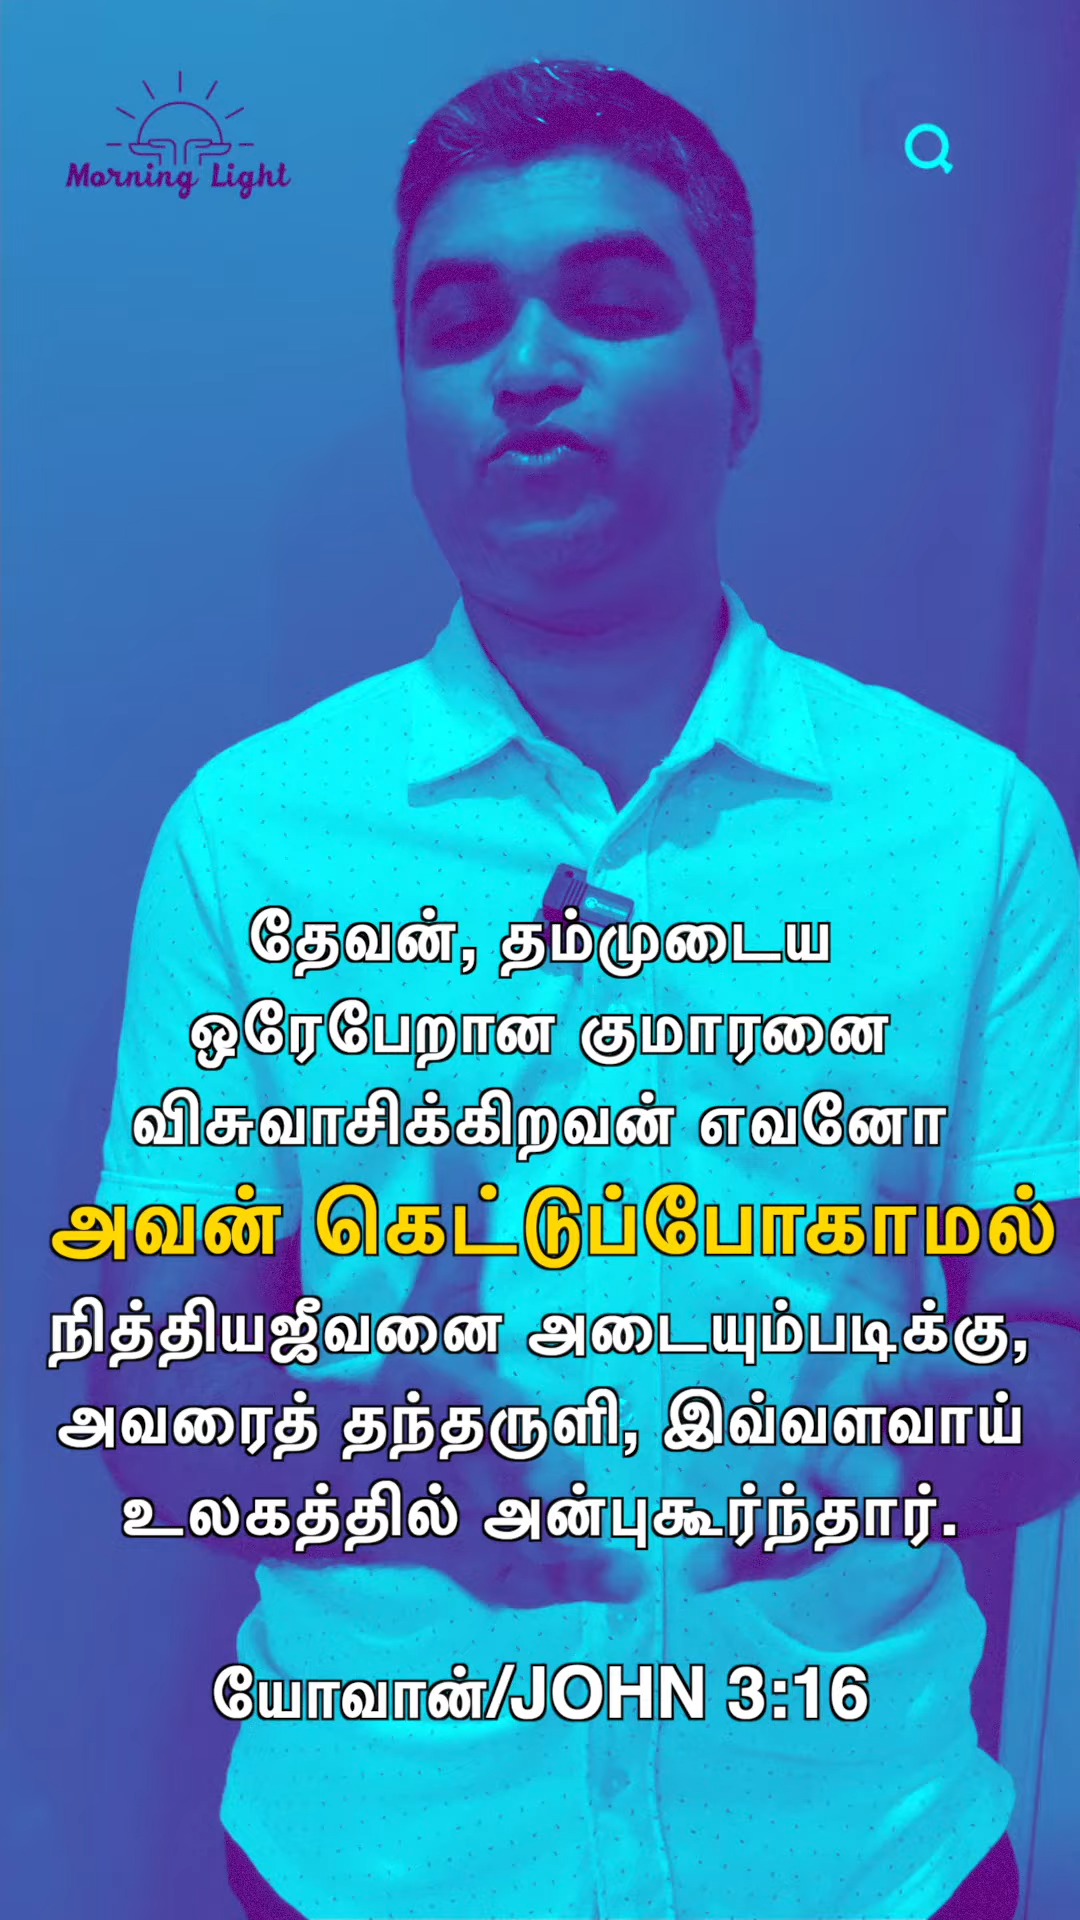 Morning Light
தேவன், தம்முடைய
ஒரேபேறான குமாரனை
விசுவாசிக்கிறவன் எவனோ
அவன் கெட்டுப்போகாமல்
நித்தியஜீவனை அடையும்படிக்கு,
அவரைத் தந்தருளி, இவ்வளவாய்
உலகத்தில் அன்புகூர்ந்தார்.
யோவான்/JOHN 3:16